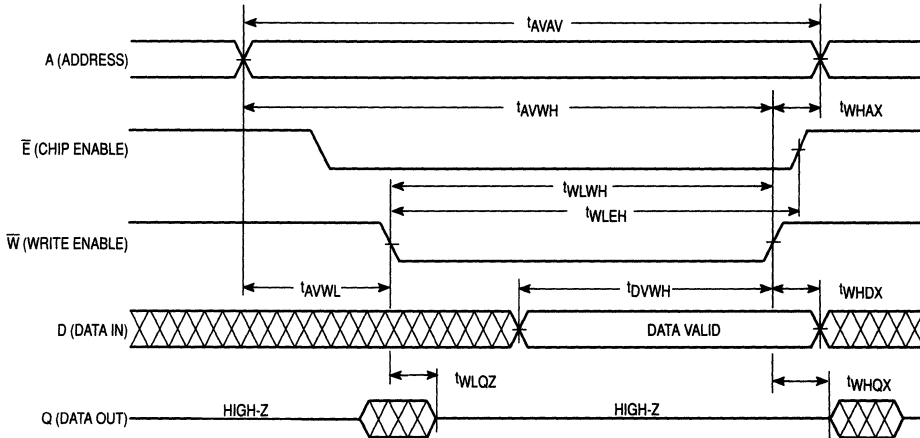 tAVAV
A (ADDRESS)
tAVWH
tWHAX
E (CHIP ENABLE)
tWLWH
tWLEH
W (WRITE ENABLE)
tAVWL
tDVWH
tWHDX
D (DATA IN)
DATA VALID
tWLQZ
tWHQX
Q (DATA OUT)
HIGH-Z
HIGH-Z